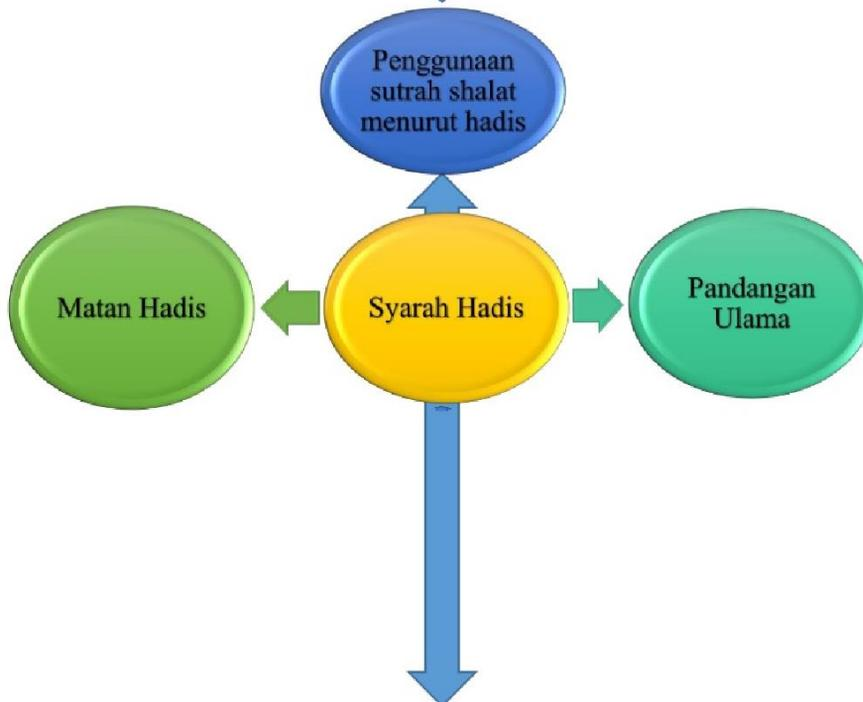 Penggunaan
sutrah shalat
menurut hadis
Matan Hadis
Syarah Hadis
Pandangan
Ulama